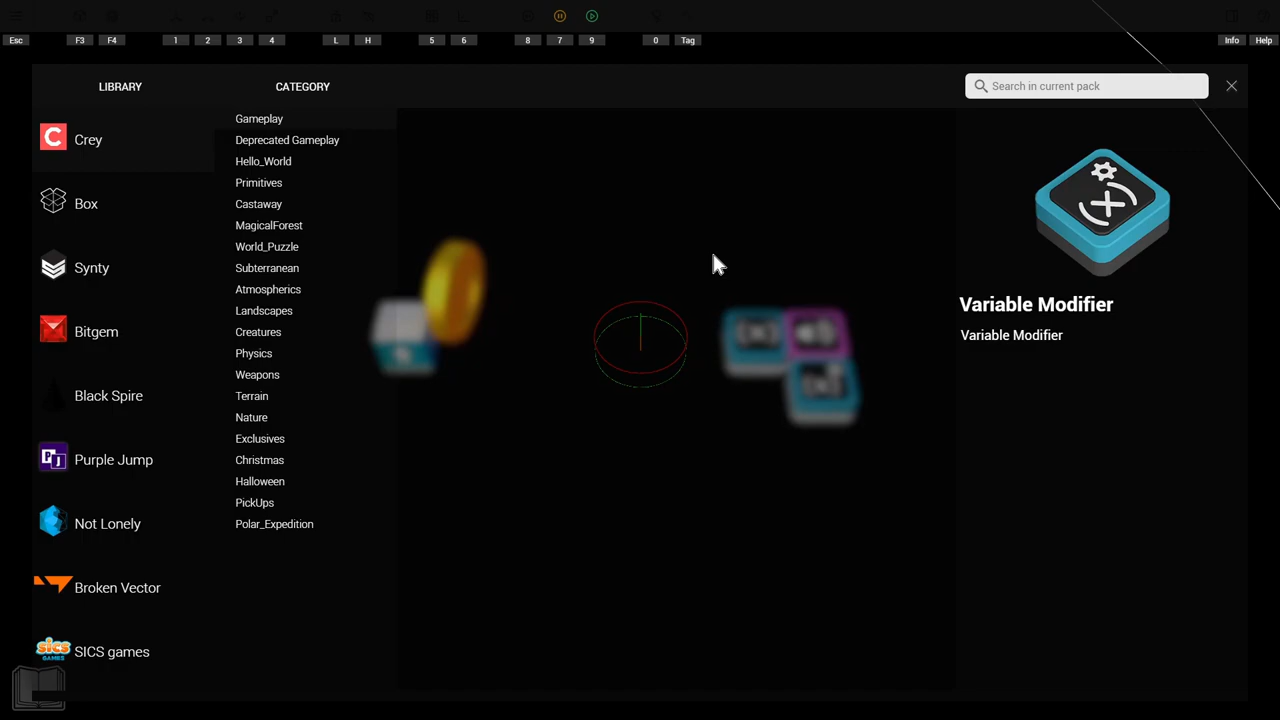 Esc F3 F4 1 2 3 4 L H 5 6 8 7 9 0 Tag Info Help
LIBRARY CATEGORY Search in current pack
Crey
Box
Synty
Bitgem
Black Spire
Purple Jump
Not Lonely
Broken Vector
SICS games
Gameplay
Deprecated Gameplay
Hello_World
Primitives
Castaway
MagicalForest
World_Puzzle
Subterranean
Atmospherics
Landscapes
Creatures
Physics
Weapons
Terrain
Nature
Exclusives
Christmas
Halloween
PickUps
Polar_Expedition
(x)
Variable Modifier
Variable Modifier
C
PJ
sics
GAMES